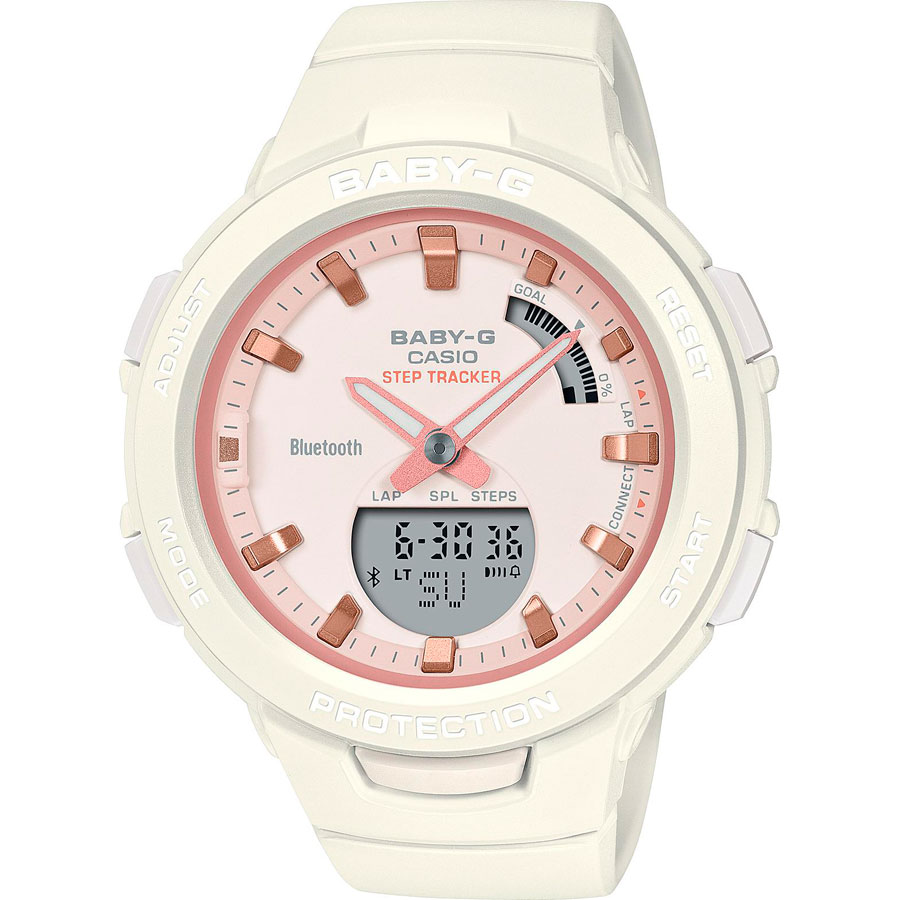 BABY-G
ADJUST
RESET
GOAL
0%
BABY-G
CASIO
STEP TRACKER
LAP
Bluetooth
CONNECT
LAP SPL STEPS
6-30 36
LT
SU
MODE
START
PROTECTION